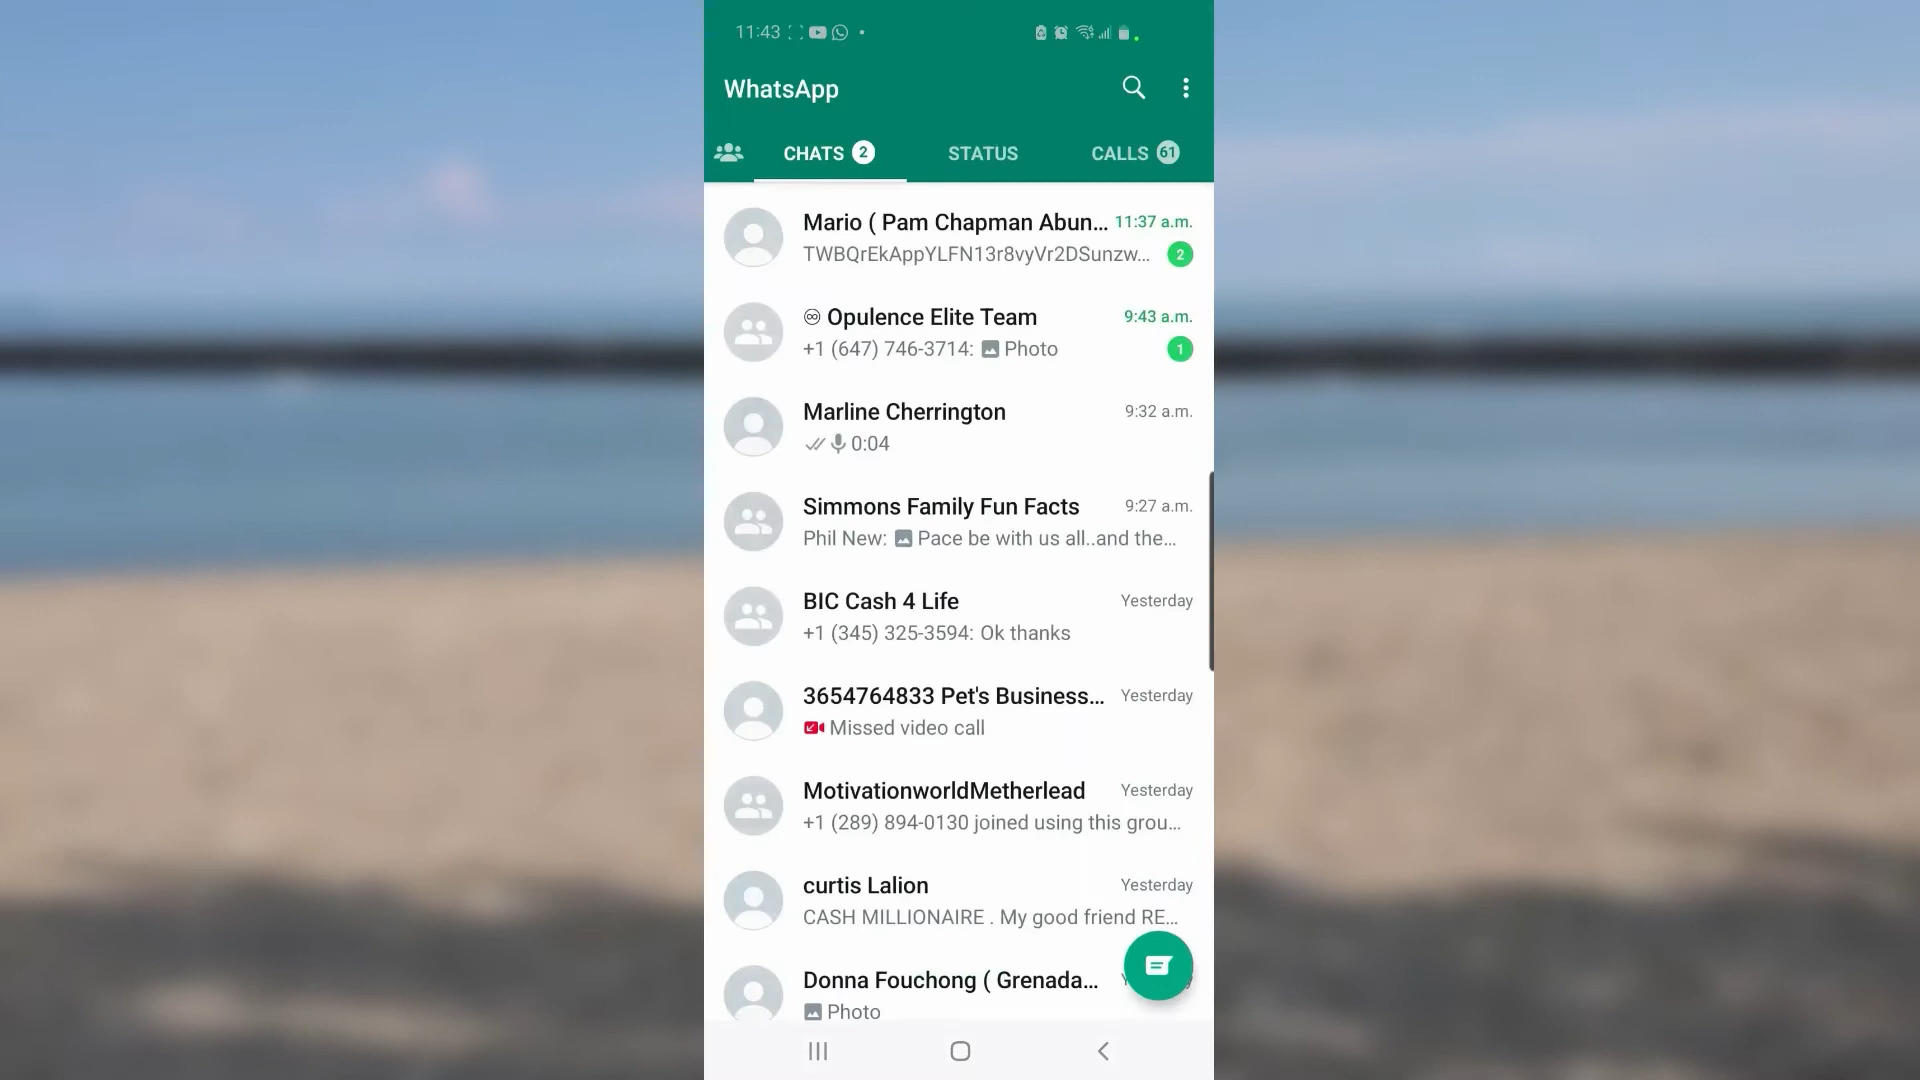 11:43
WhatsApp
CHATS 2
STATUS
CALLS 61
Mario ( Pam Chapman Abun... 11:37 a.m.
TWBQrEkAppYLFN13r8vyVr2DSunzw... 2
♾ Opulence Elite Team 9:43 a.m.
+1 (647) 746-3714: Photo 1
Marline Cherrington 9:32 a.m.
0:04
Simmons Family Fun Facts 9:27 a.m.
Phil New: Pace be with us all..and the...
BIC Cash 4 Life Yesterday
+1 (345) 325-3594: Ok thanks
3654764833 Pet's Business... Yesterday
Missed video call
MotivationworldMetherlead Yesterday
+1 (289) 894-0130 joined using this grou...
curtis Lalion Yesterday
CASH MILLIONAIRE . My good friend RE...
Donna Fouchong ( Grenada...
Photo